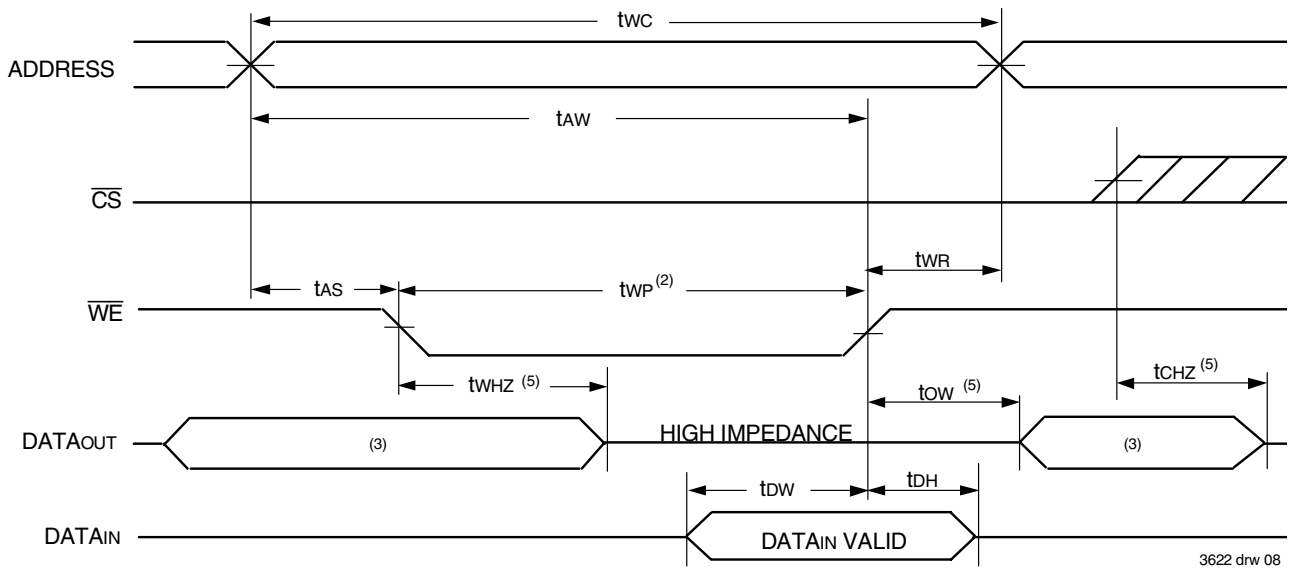 tWC
ADDRESS
tAW
CS
tWR
tAS
tWP (2)
WE
tWHZ (5)
tOW (5)
tCHZ (5)
DATAOUT
(3)
HIGH IMPEDANCE
(3)
tDW
tDH
DATAIN
DATAIN VALID
3622 drw 08